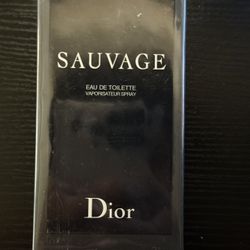 SAUVAGE
EAU DE TOILETTE
VAPORISATEUR SPRAY
Dior